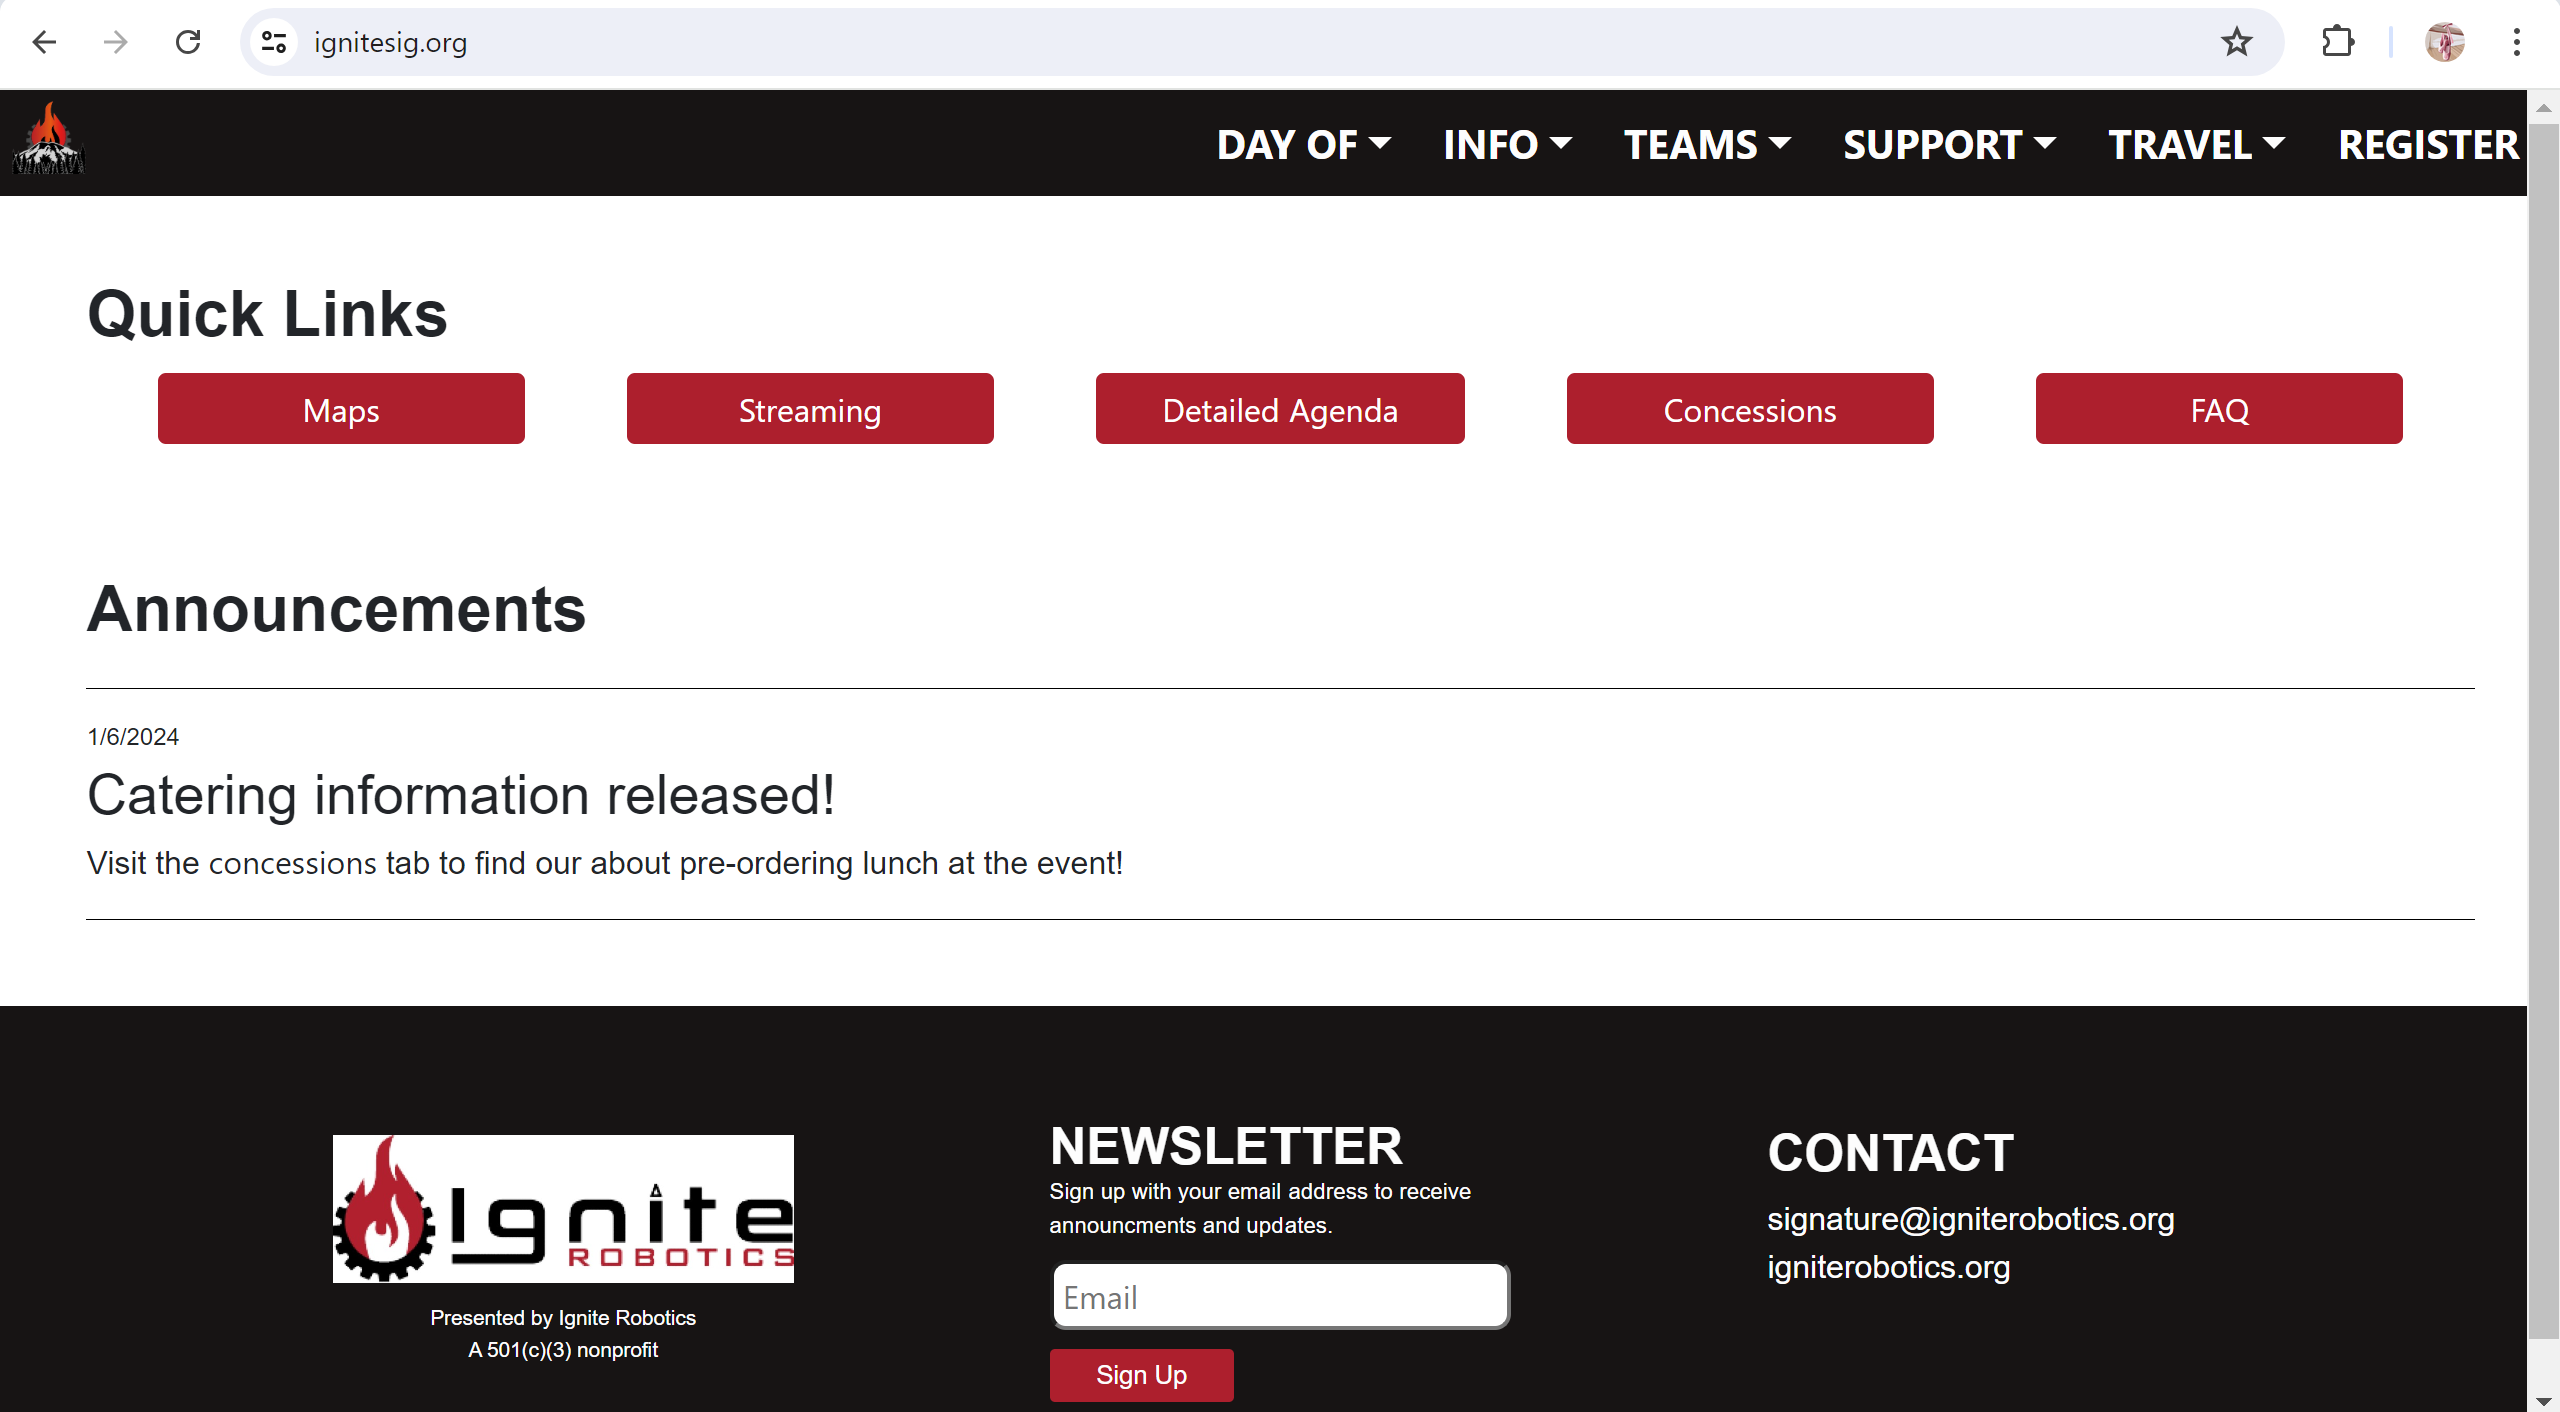 ignitesig.org
DAY OF INFO TEAMS SUPPORT TRAVEL REGISTER
Quick Links
Maps Streaming Detailed Agenda Concessions FAQ
Announcements
1/6/2024
Catering information released!
Visit the concessions tab to find our about pre-ordering lunch at the event!
Ignite
ROBOTICS
Presented by Ignite Robotics
A 501(c)(3) nonprofit
NEWSLETTER
Sign up with your email address to receive
announcments and updates.
Email
Sign Up
CONTACT
signature@igniterobotics.org
igniterobotics.org